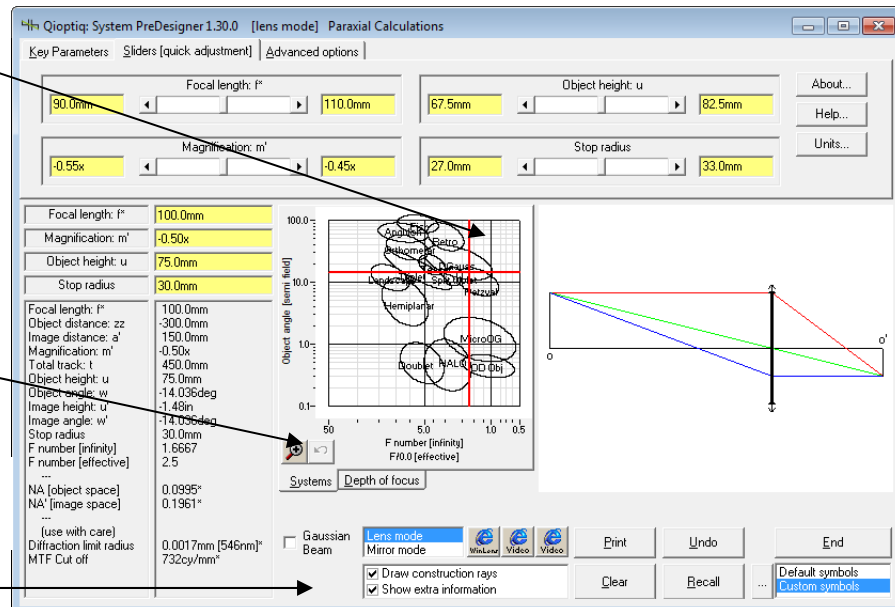 Qioptiq: System PreDesigner 1.30.0 [lens mode] Paraxial Calculations
Key Parameters Sliders [quick adjustment] Advanced options
Focal length: f*
90.0mm 110.0mm
Object height: u
67.5mm 82.5mm
Magnification: m'
-0.55x -0.45x
Stop radius
27.0mm 33.0mm
About...
Help...
Units...
Focal length: f* 100.0mm
Magnification: m' -0.50x
Object height: u 75.0mm
Stop radius 30.0mm
Focal length: f* 100.0mm
Object distance: zz -300.0mm
Image distance: a' 150.0mm
Magnification: m' -0.50x
Total track: t 450.0mm
Object height: u 75.0mm
Object angle: w -14.036deg
Image height: u' -1.48in
Image angle: w' -14.036deg
Stop radius 30.0mm
F number [infinity] 1.6667
F number [effective] 2.5
---
NA [object space] 0.0995*
NA' [image space] 0.1961*
---
(use with care)
Diffraction limit radius 0.0017mm [546nm]*
MTF Cut off 732cy/mm*
Object angle [semi field]
100.0
10.0
1.0
0.1
50 5.0 1.0 0.5
F number [infinity]
F/0.0 [effective]
Retro
Orthometar
Petzval
Hemiplanar
MicroOG
Doublet
HALO
OD Obj
Systems Depth of focus
o
o'
Gaussian
Beam
Lens mode
Mirror mode
WinLens Video Video
Draw construction rays
Show extra information
Print
Undo
End
Clear
Recall
...
Default symbols
Custom symbols